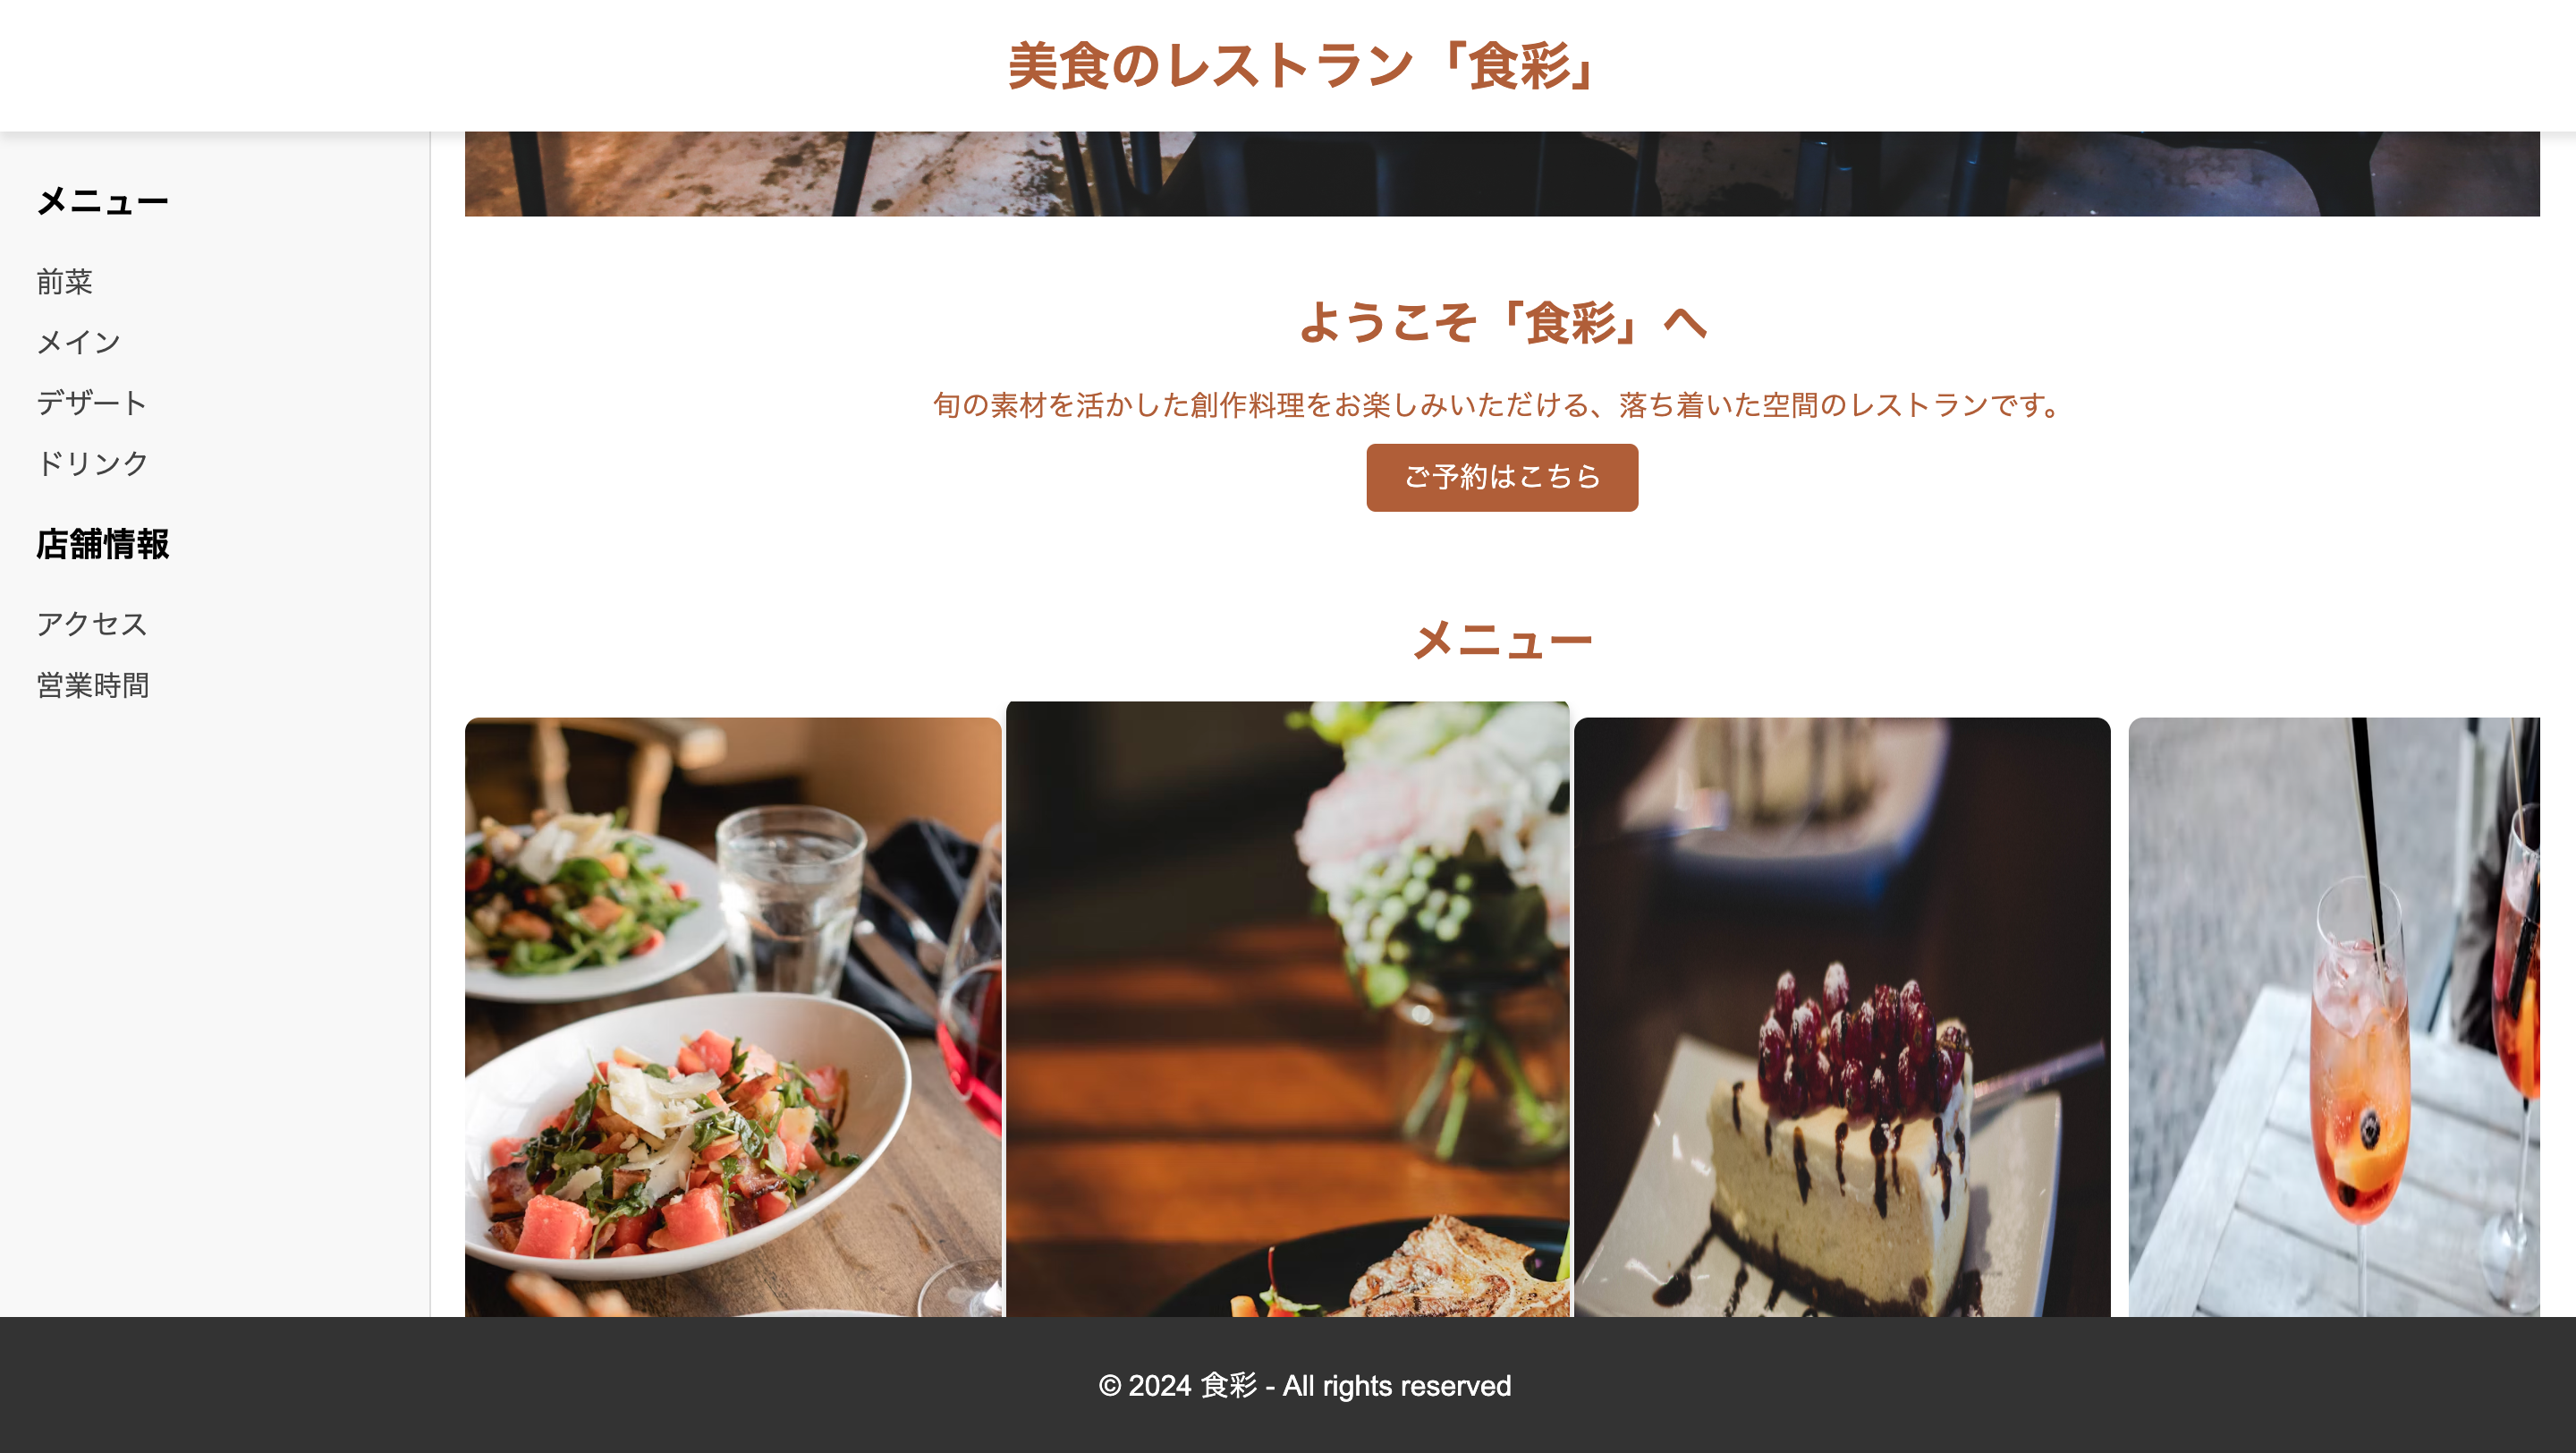 美食のレストラン「食彩」
メニュー
前菜
メイン
デザート
ドリンク
店舗情報
アクセス
営業時間
ようこそ「食彩」へ
旬の素材を活かした創作料理をお楽しみいただける、落ち着いた空間のレストランです。
ご予約はこちら
メニュー
© 2024 食彩 - All rights reserved